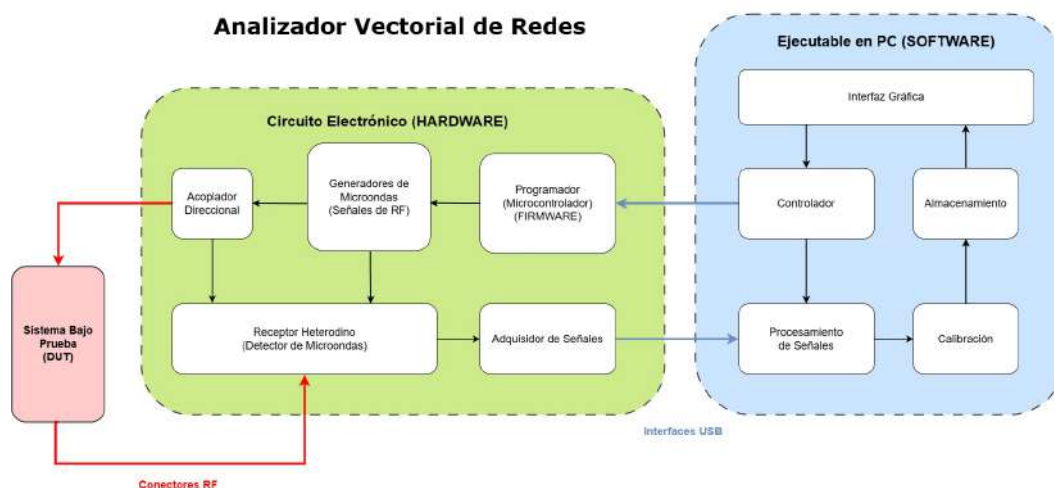 Analizador Vectorial de Redes
Ejecutable en PC (SOFTWARE)
Interfaz Gráfica
Circuito Electrónico (HARDWARE)
Acoplador
Direccional
Generadores de
Microondas
(Señales de RF)
Programador
(Microcontrolador)
(FIRMWARE)
Controlador
Almacenamiento
Sistema Bajo
Prueba
(DUT)
Receptor Heterodino
(Detector de Microondas)
Adquisidor de Señales
Procesamiento
de Señales
Calibración
Interfaces USB
Conectores RF